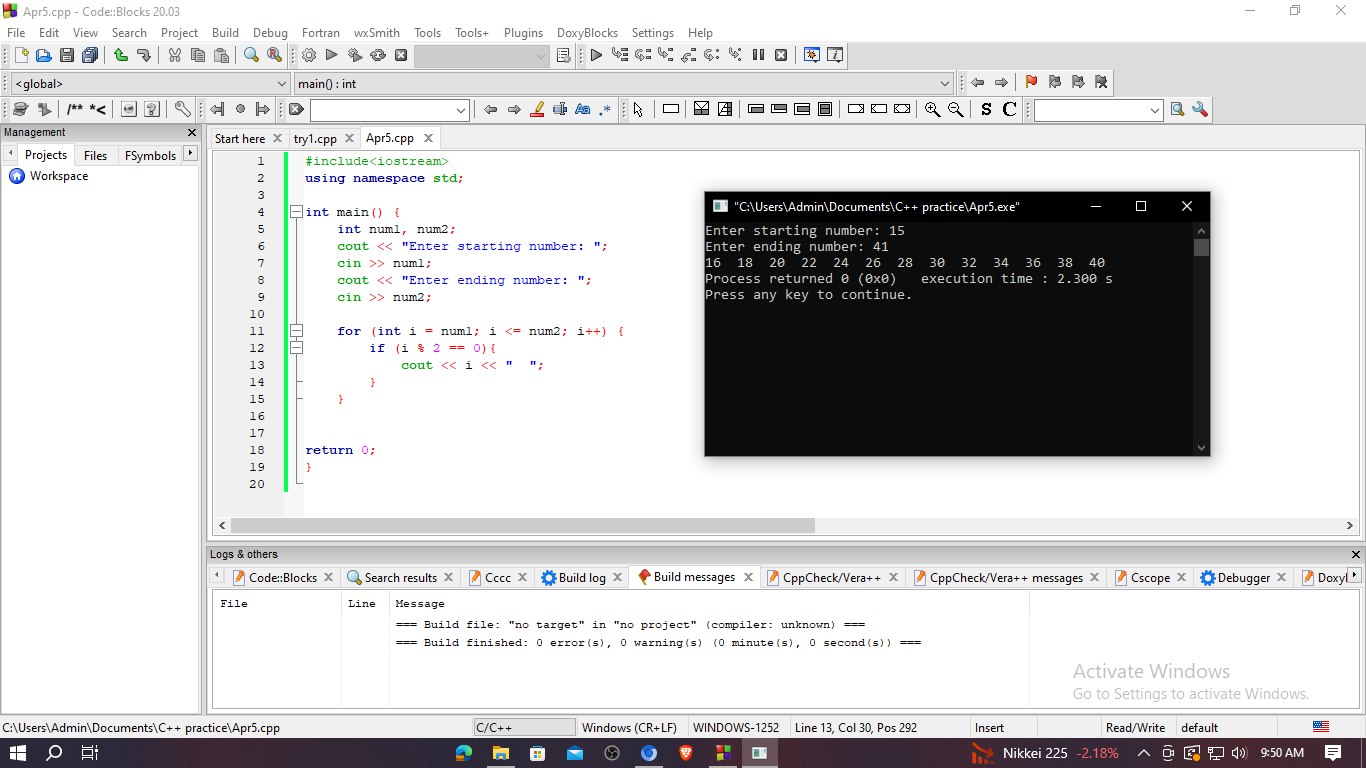 Apr5.cpp - Code::Blocks 20.03
File Edit View Search Project Build Debug Fortran wxSmith Tools Tools+ Plugins DoxyBlocks Settings Help
<global> main() : int
/** *< Aa .* S C
Management
Projects Files FSymbols
Workspace
Start here try1.cpp Apr5.cpp
1 #include<iostream>
2 using namespace std;
3
4 int main() {
5 int num1, num2;
6 cout << "Enter starting number: ";
7 cin >> num1;
8 cout << "Enter ending number: ";
9 cin >> num2;
10
11 for (int i = num1; i <= num2; i++) {
12 if (i % 2 == 0){
13 cout << i << "  ";
14 }
15 }
16
17
18 return 0;
19 }
20
"C:\Users\Admin\Documents\C++ practice\Apr5.exe"
Enter starting number: 15
Enter ending number: 41
16  18  20  22  24  26  28  30  32  34  36  38  40
Process returned 0 (0x0)   execution time : 2.300 s
Press any key to continue.
Logs & others
Code::Blocks Search results Cccc Build log Build messages CppCheck/Vera++ CppCheck/Vera++ messages Cscope Debugger Doxyl
File Line Message
=== Build file: "no target" in "no project" (compiler: unknown) ===
=== Build finished: 0 error(s), 0 warning(s) (0 minute(s), 0 second(s)) ===
Activate Windows
Go to Settings to activate Windows.
C:\Users\Admin\Documents\C++ practice\Apr5.cpp C/C++ Windows (CR+LF) WINDOWS-1252 Line 13, Col 30, Pos 292 Insert Read/Write default
Nikkei 225 -2.18% 9:50 AM